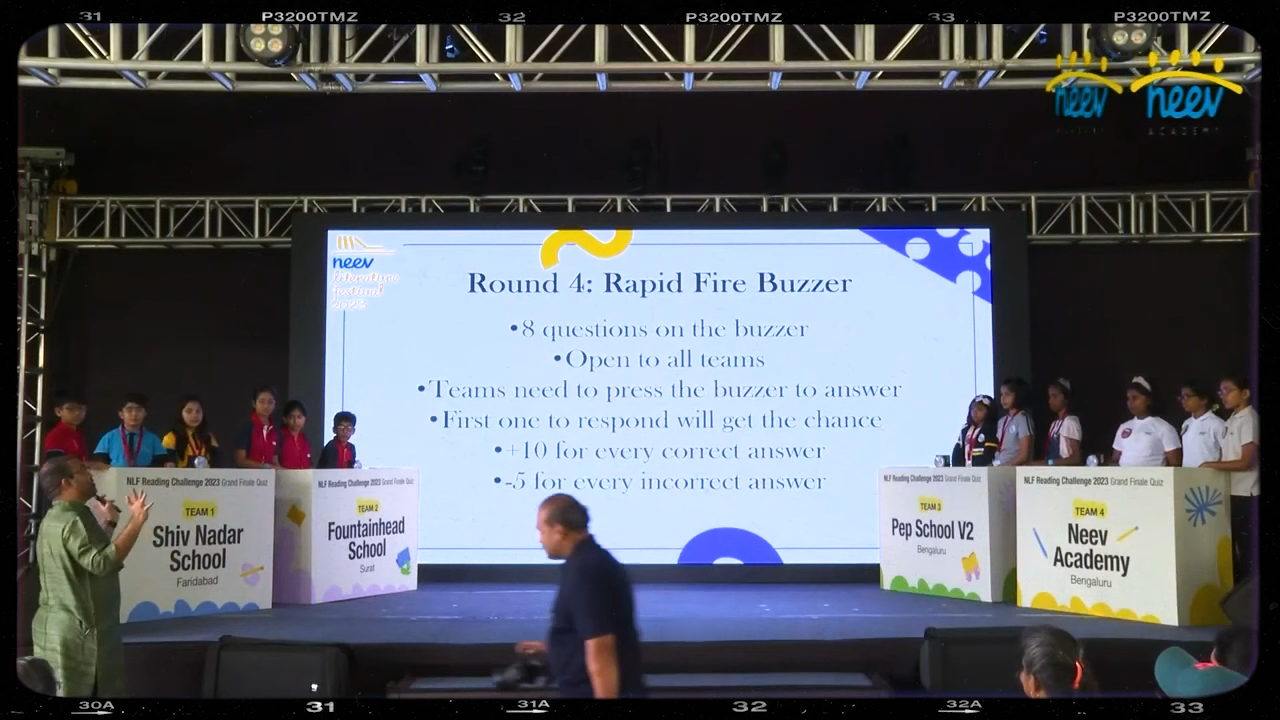 31 P3200TMZ 32 P3200TMZ 33 P3200TMZ
neev
neev
ACADEMY
neev
literature
festival
2023
Round 4: Rapid Fire Buzzer
•8 questions on the buzzer
•Open to all teams
•Teams need to press the buzzer to answer
•First one to respond will get the chance
•+10 for every correct answer
•-5 for every incorrect answer
NLF Reading Challenge 2023 Grand Finale Quiz
TEAM 1
Shiv Nadar
School
Faridabad
NLF Reading Challenge 2023 Grand Finale Quiz
TEAM 2
Fountainhead
School
Surat
NLF Reading Challenge 2023 Grand Finale Quiz
TEAM 3
Pep School V2
Bengaluru
NLF Reading Challenge 2023 Grand Finale Quiz
TEAM 4
Neev
Academy
Bengaluru
30A 31 31A 32 32A 33